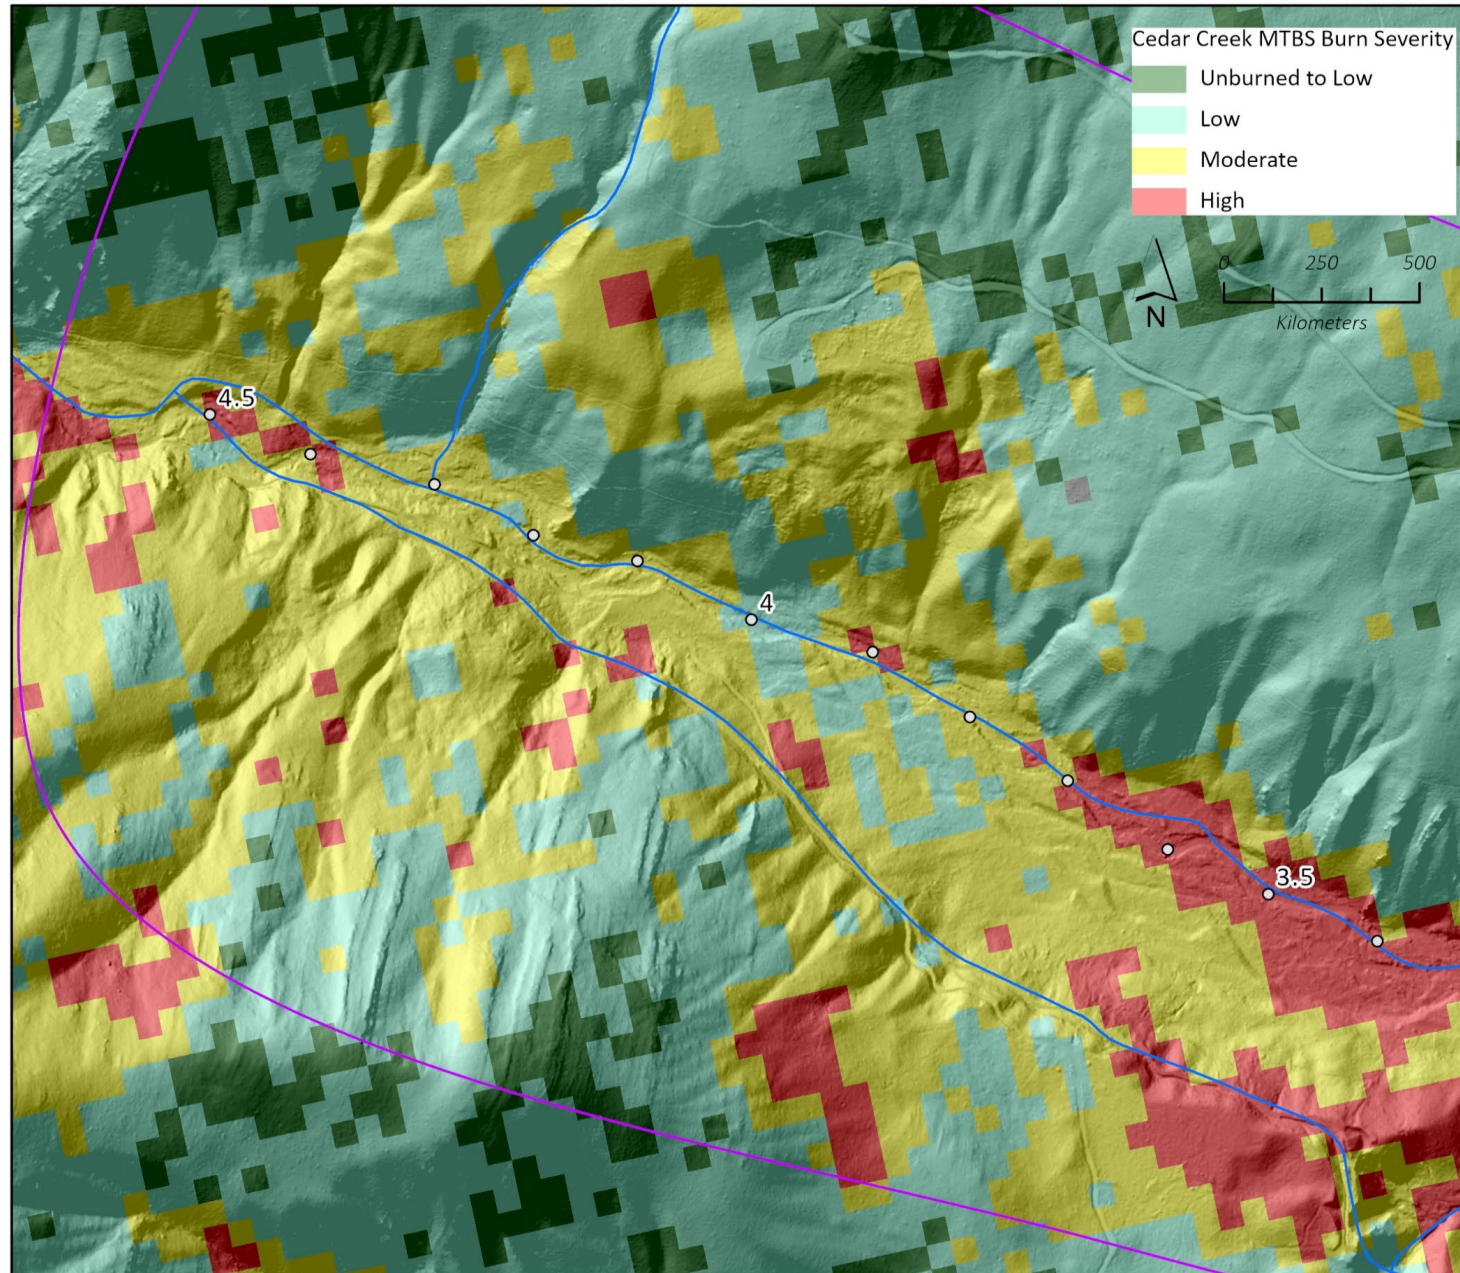 Cedar Creek MTBS Burn Severity
Unburned to Low
Low
Moderate
High
0 250 500
Kilometers
N
4.5
4
3.5